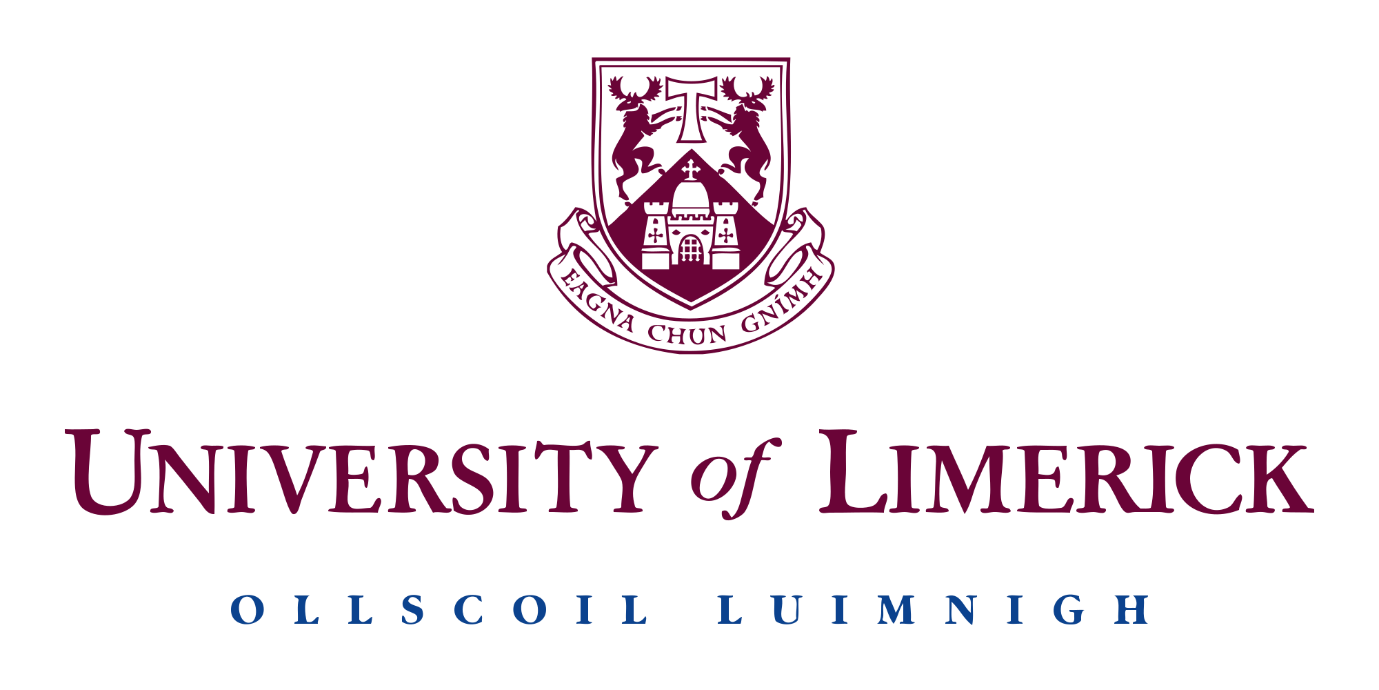 EAGNA CHUN GNÍMH
UNIVERSITY of LIMERICK
OLLSCOIL LUIMNIGH